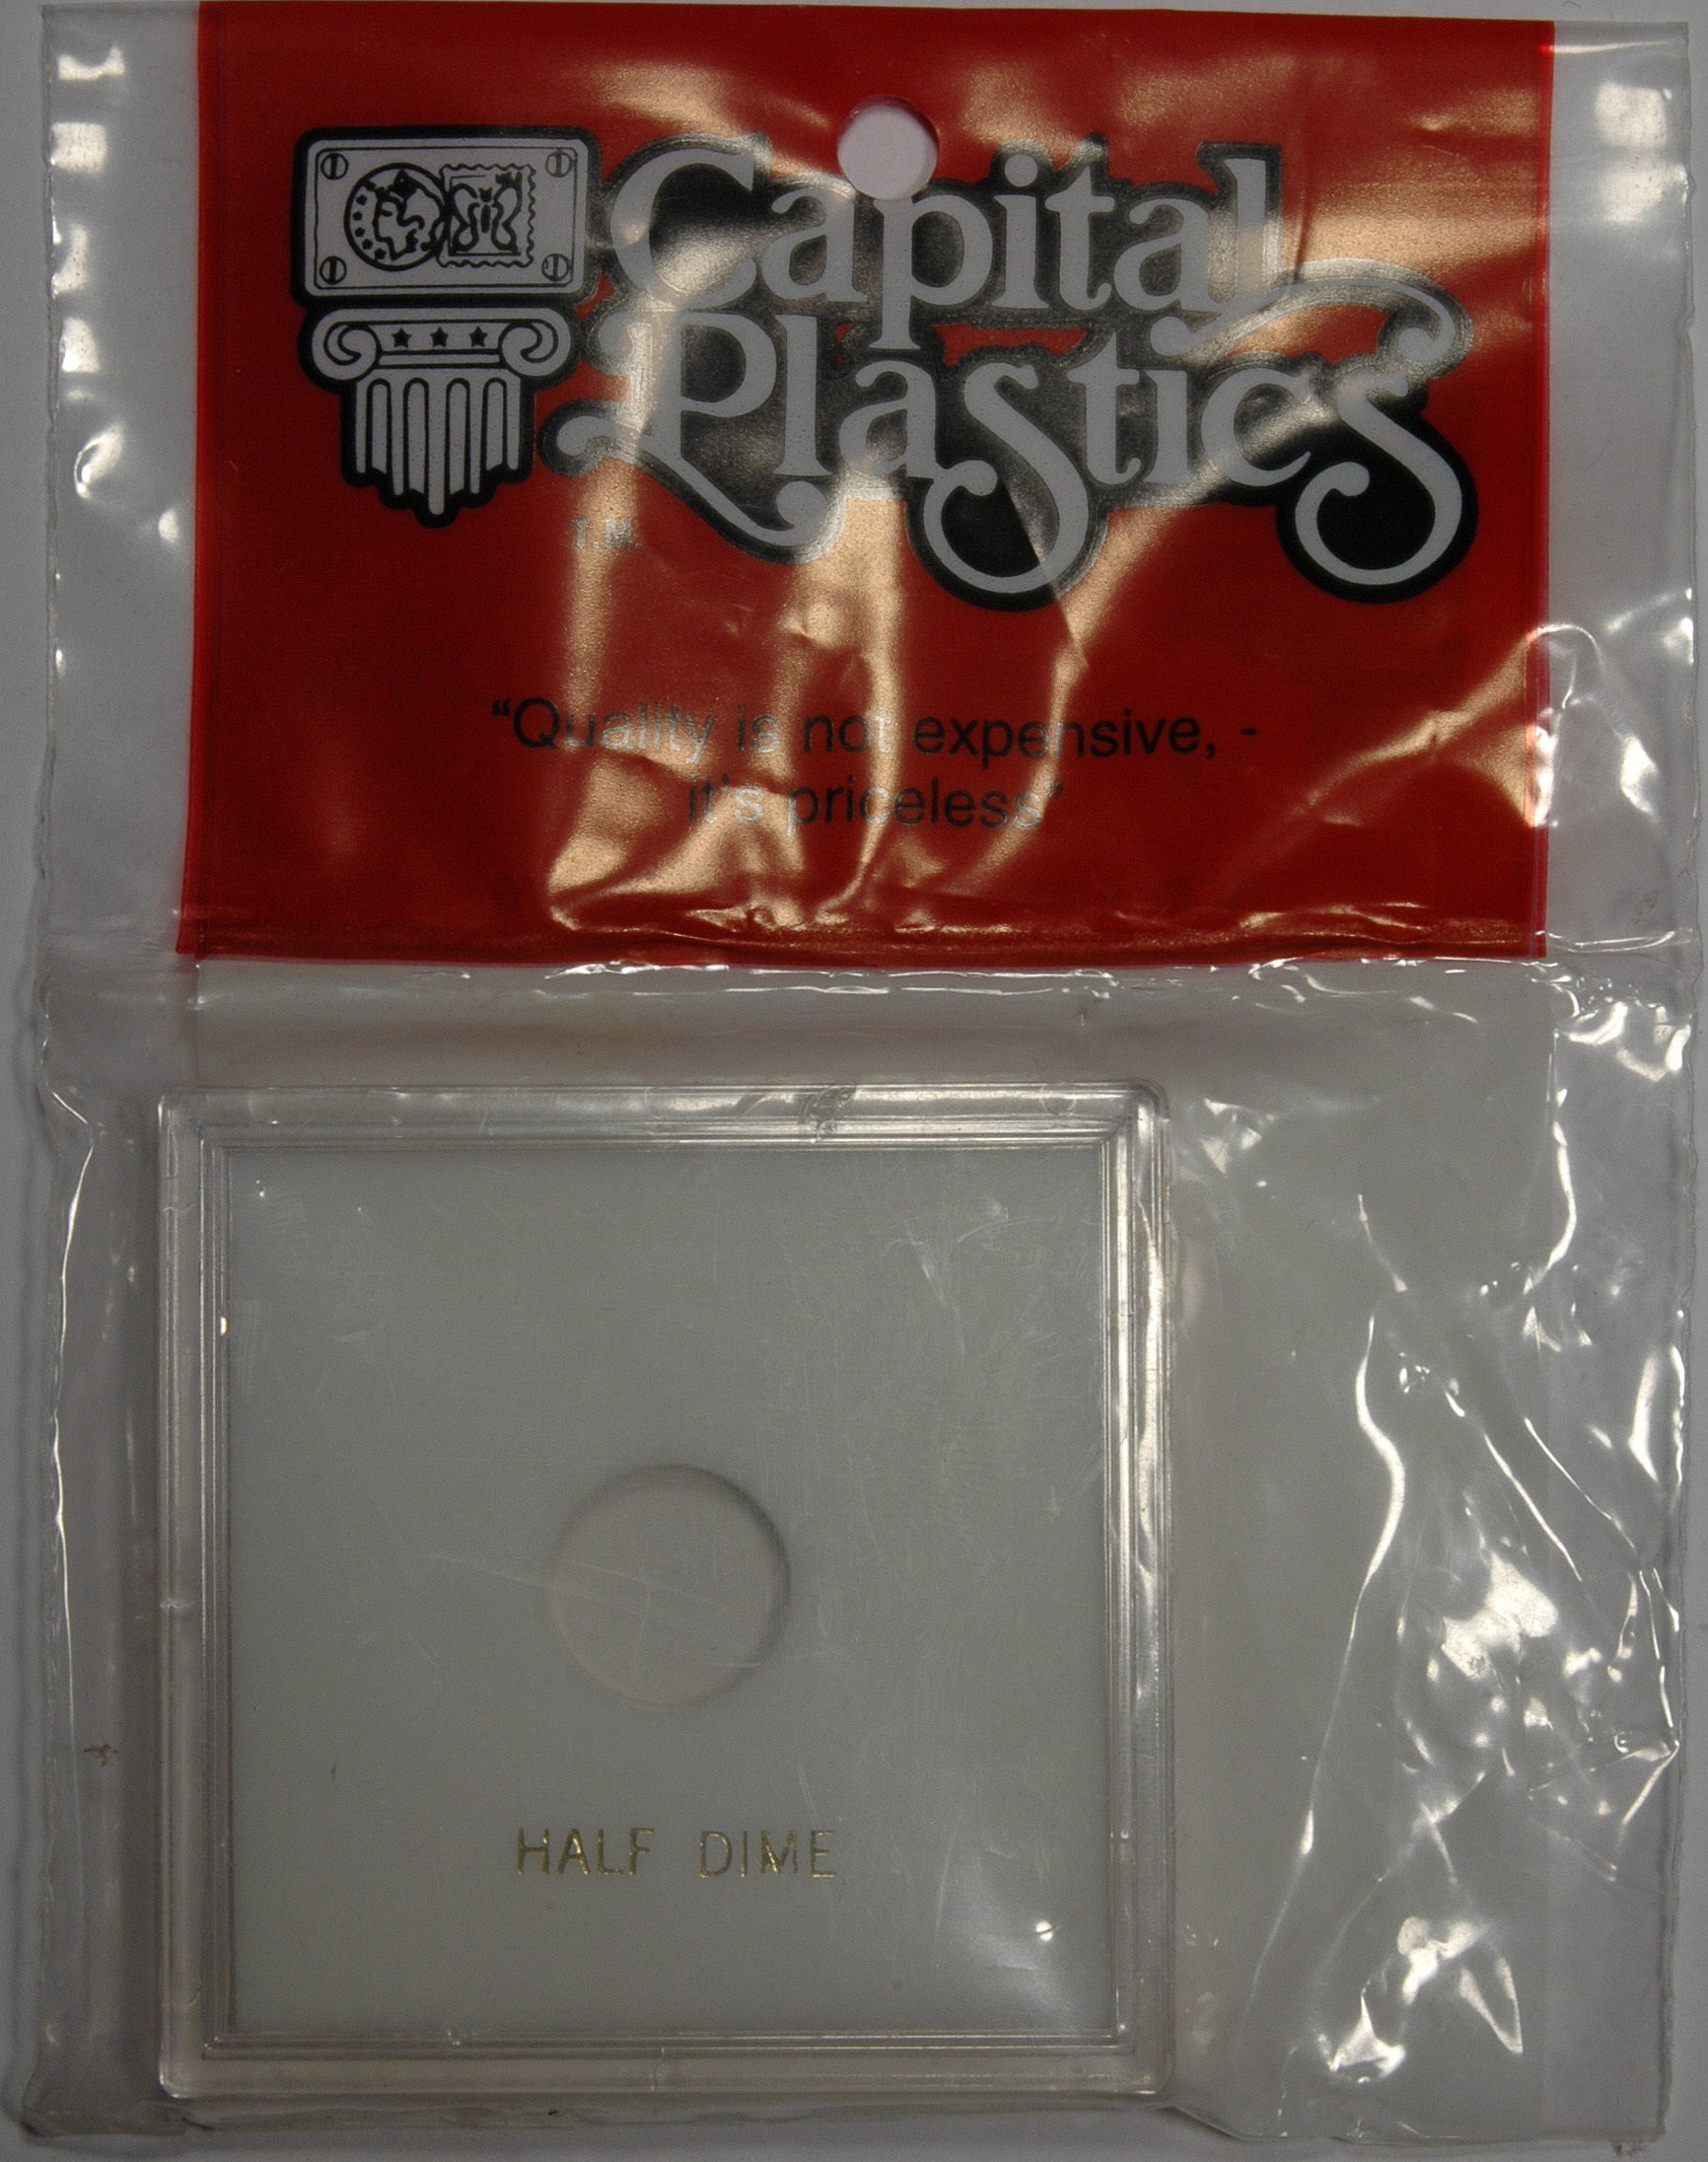 Capital
Plastics
T.M.
“Quality is not expensive, -
it's priceless”
HALF DIME